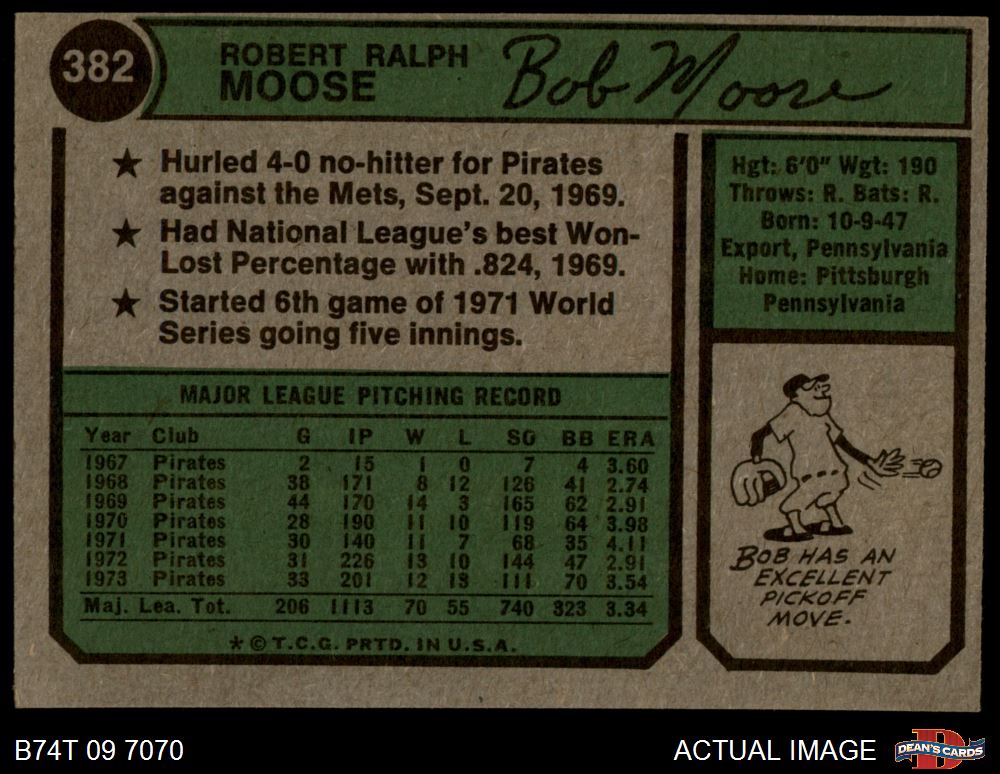 382
ROBERT RALPH
MOOSE
Bob Moose
★ Hurled 4-0 no-hitter for Pirates
against the Mets, Sept. 20, 1969.
★ Had National League's best Won-
Lost Percentage with .824, 1969.
★ Started 6th game of 1971 World
Series going five innings.
Hgt: 6'0" Wgt: 190
Throws: R. Bats: R.
Born: 10-9-47
Export, Pennsylvania
Home: Pittsburgh
Pennsylvania
MAJOR LEAGUE PITCHING RECORD
Year Club G IP W L SO BB ERA
1967 Pirates 2 15 1 0 7 4 3.60
1968 Pirates 38 171 8 12 126 41 2.74
1969 Pirates 44 170 14 3 165 62 2.91
1970 Pirates 28 190 11 10 119 64 3.98
1971 Pirates 30 140 11 7 68 35 4.11
1972 Pirates 31 226 13 10 144 47 2.91
1973 Pirates 33 201 12 13 111 70 3.54
Maj. Lea. Tot. 206 1113 70 55 740 323 3.34
* © T.C.G. PRTD. IN U.S.A.
BOB HAS AN
EXCELLENT
PICKOFF
MOVE.
B74T 09 7070
ACTUAL IMAGE
DEAN'S CARDS